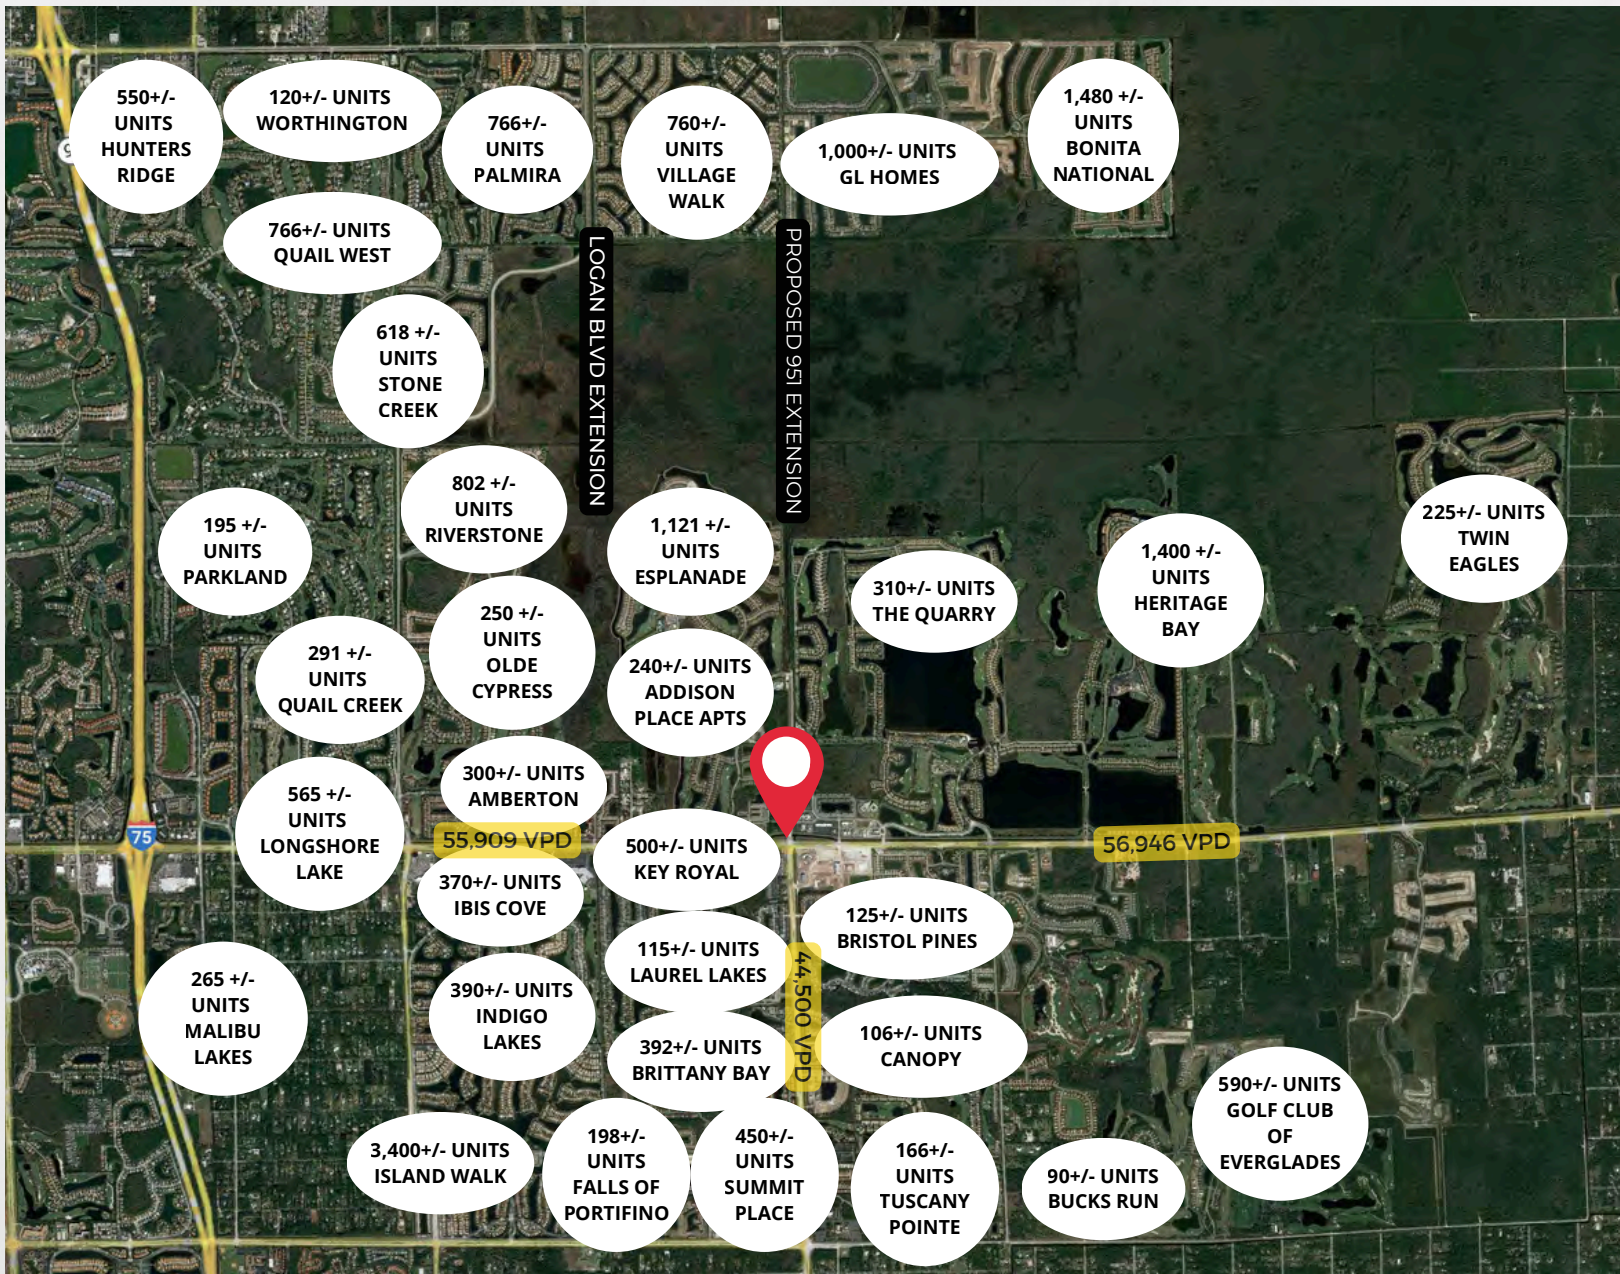 550+/-
UNITS
HUNTERS
RIDGE
120+/- UNITS
WORTHINGTON
766+/-
UNITS
PALMIRA
760+/-
UNITS
VILLAGE
WALK
1,000+/- UNITS
GL HOMES
1,480 +/-
UNITS
BONITA
NATIONAL
766+/- UNITS
QUAIL WEST
LOGAN BLVD EXTENSION
PROPOSED 951 EXTENSION
618 +/-
UNITS
STONE
CREEK
802 +/-
UNITS
RIVERSTONE
195 +/-
UNITS
PARKLAND
1,121 +/-
UNITS
ESPLANADE
310+/- UNITS
THE QUARRY
1,400 +/-
UNITS
HERITAGE
BAY
225+/- UNITS
TWIN
EAGLES
291 +/-
UNITS
QUAIL CREEK
250 +/-
UNITS
OLDE
CYPRESS
240+/- UNITS
ADDISON
PLACE APTS
300+/- UNITS
AMBERTON
565 +/-
UNITS
LONGSHORE
LAKE
75
55,909 VPD
500+/- UNITS
KEY ROYAL
56,946 VPD
370+/- UNITS
IBIS COVE
125+/- UNITS
BRISTOL PINES
115+/- UNITS
LAUREL LAKES
44,500 VPD
265 +/-
UNITS
MALIBU
LAKES
390+/- UNITS
INDIGO
LAKES
392+/- UNITS
BRITTANY BAY
106+/- UNITS
CANOPY
590+/- UNITS
GOLF CLUB
OF
EVERGLADES
3,400+/- UNITS
ISLAND WALK
198+/-
UNITS
FALLS OF
PORTIFINO
450+/-
UNITS
SUMMIT
PLACE
166+/-
UNITS
TUSCANY
POINTE
90+/- UNITS
BUCKS RUN